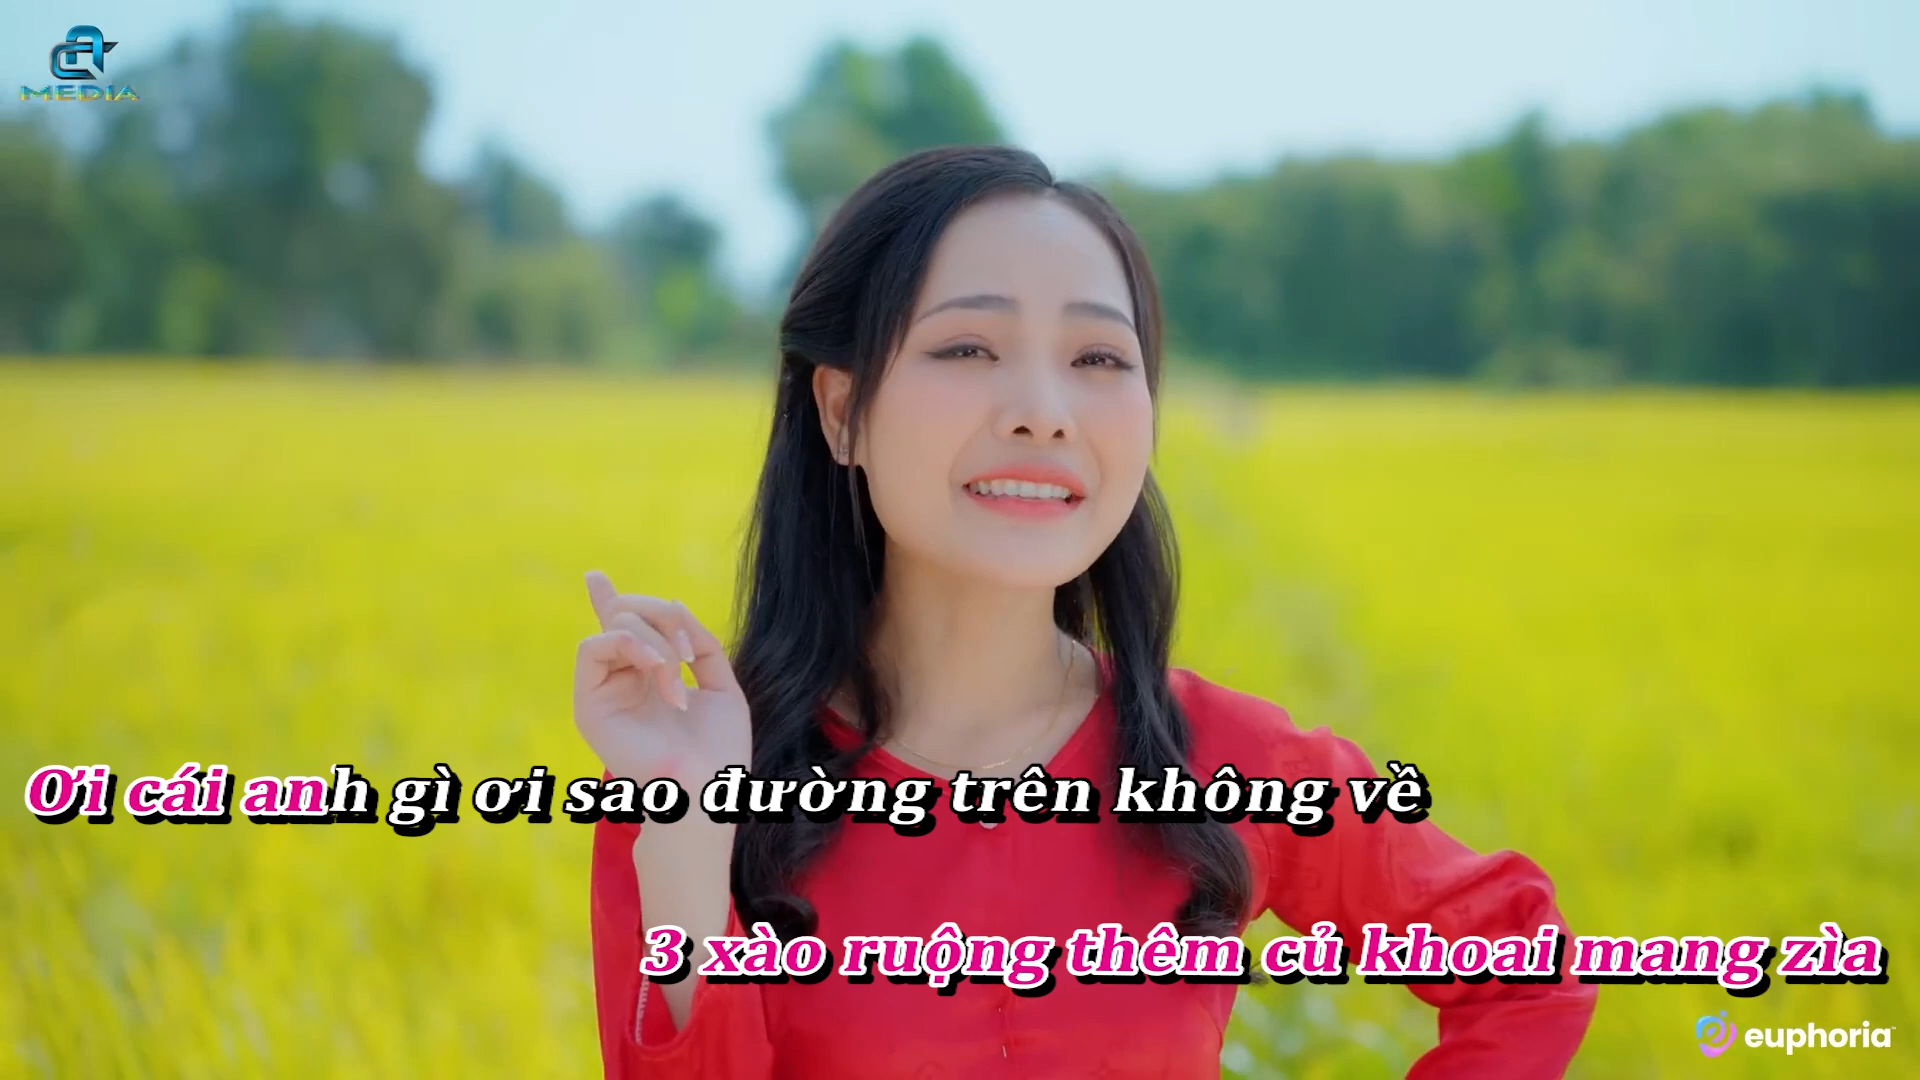 MEDIA
Ơi cái anh gì ơi sao đường trên không về
3 xào ruộng thêm củ khoai mang zìa
euphoria